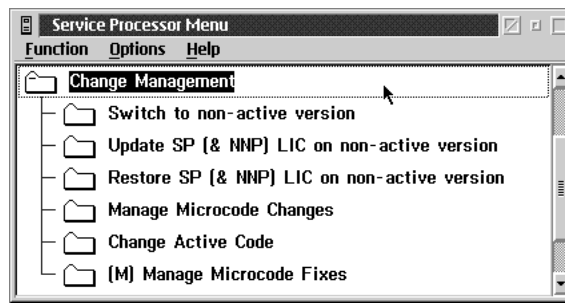 Service Processor Menu
Function Options Help
Change Management
Switch to non-active version
Update SP (& NNP) LIC on non-active version
Restore SP (& NNP) LIC on non-active version
Manage Microcode Changes
Change Active Code
(M) Manage Microcode Fixes